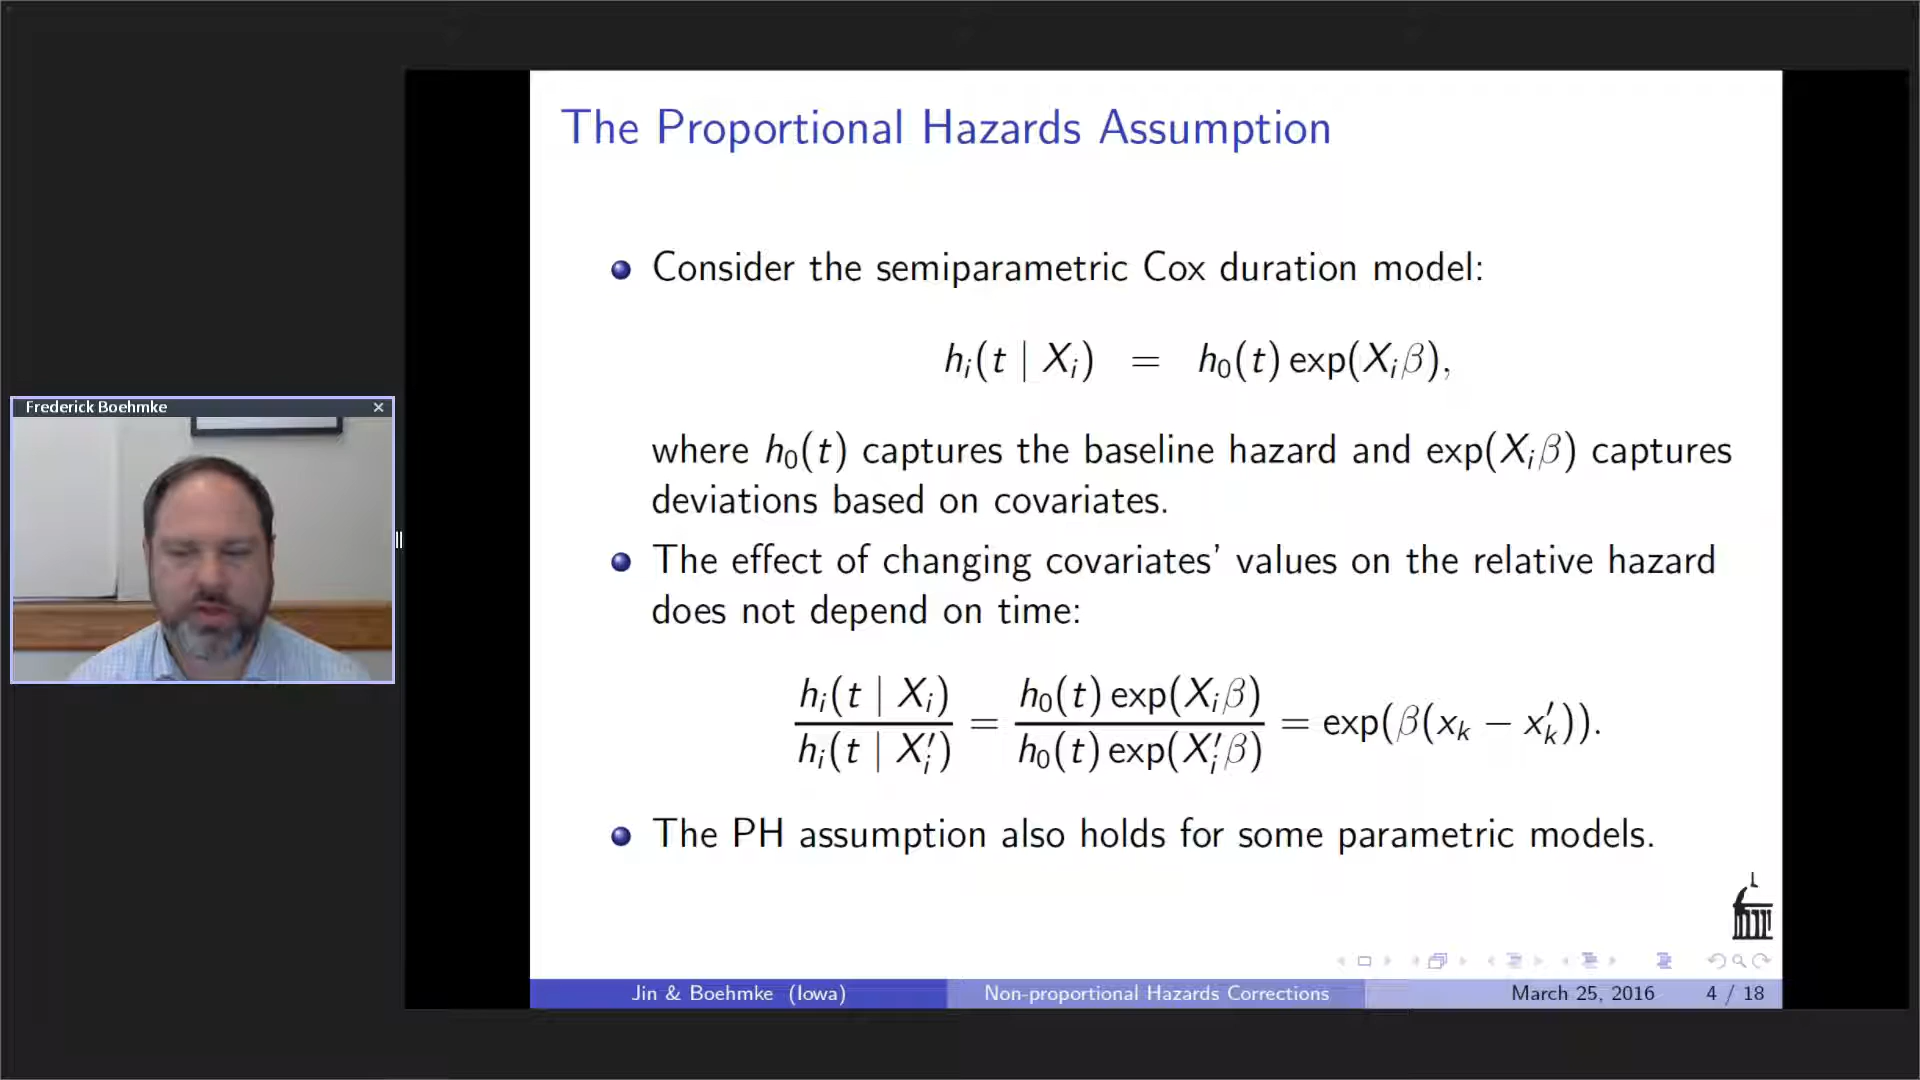 The Proportional Hazards Assumption
Consider the semiparametric Cox duration model:
hᵢ(t | Xᵢ) = h₀(t) exp(Xᵢβ),
where h₀(t) captures the baseline hazard and exp(Xᵢβ) captures
deviations based on covariates.
The effect of changing covariates' values on the relative hazard
does not depend on time:
hᵢ(t | Xᵢ) / hᵢ(t | Xᵢ′) = h₀(t) exp(Xᵢβ) / h₀(t) exp(Xᵢ′β) = exp(β(xₖ − xₖ′)).
The PH assumption also holds for some parametric models.
Frederick Boehmke
Jin & Boehmke (Iowa) Non-proportional Hazards Corrections March 25, 2016 4 / 18